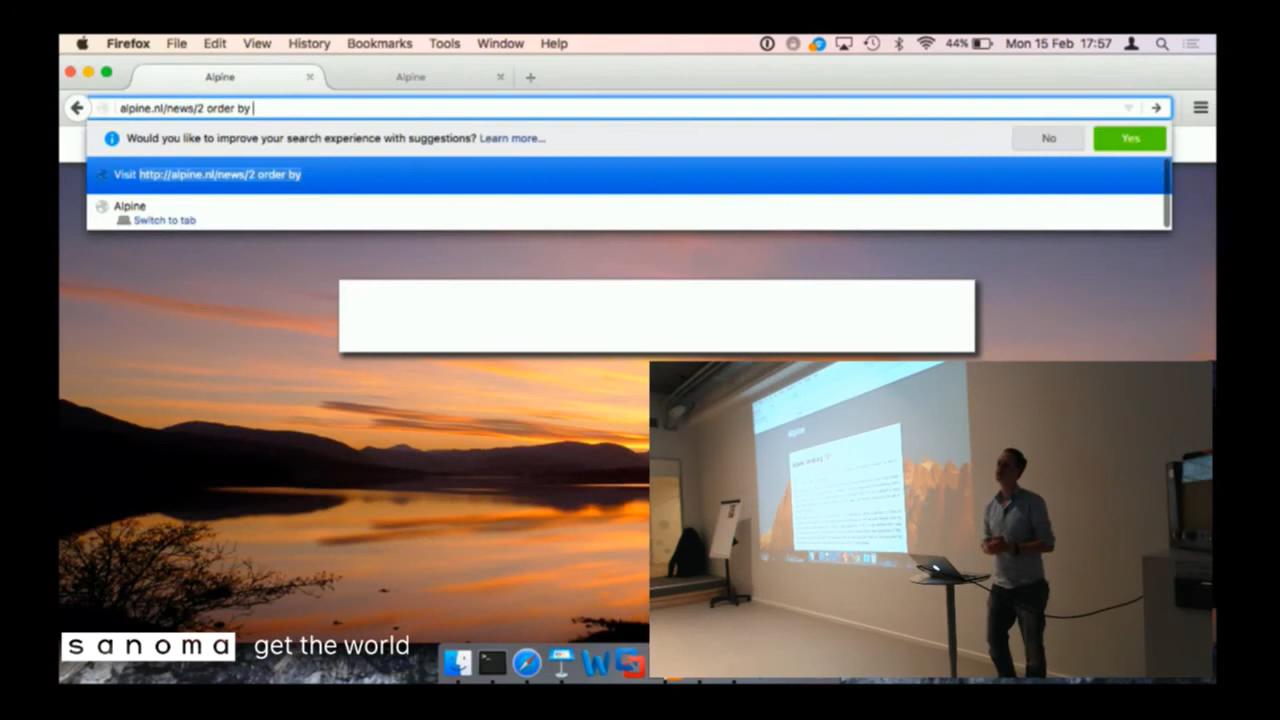 Firefox File Edit View History Bookmarks Tools Window Help 44% Mon 15 Feb 17:57
Alpine Alpine
alpine.nl/news/2 order by
Would you like to improve your search experience with suggestions? Learn more... No Yes
Visit http://alpine.nl/news/2 order by
Alpine
Switch to tab
sanoma get the world